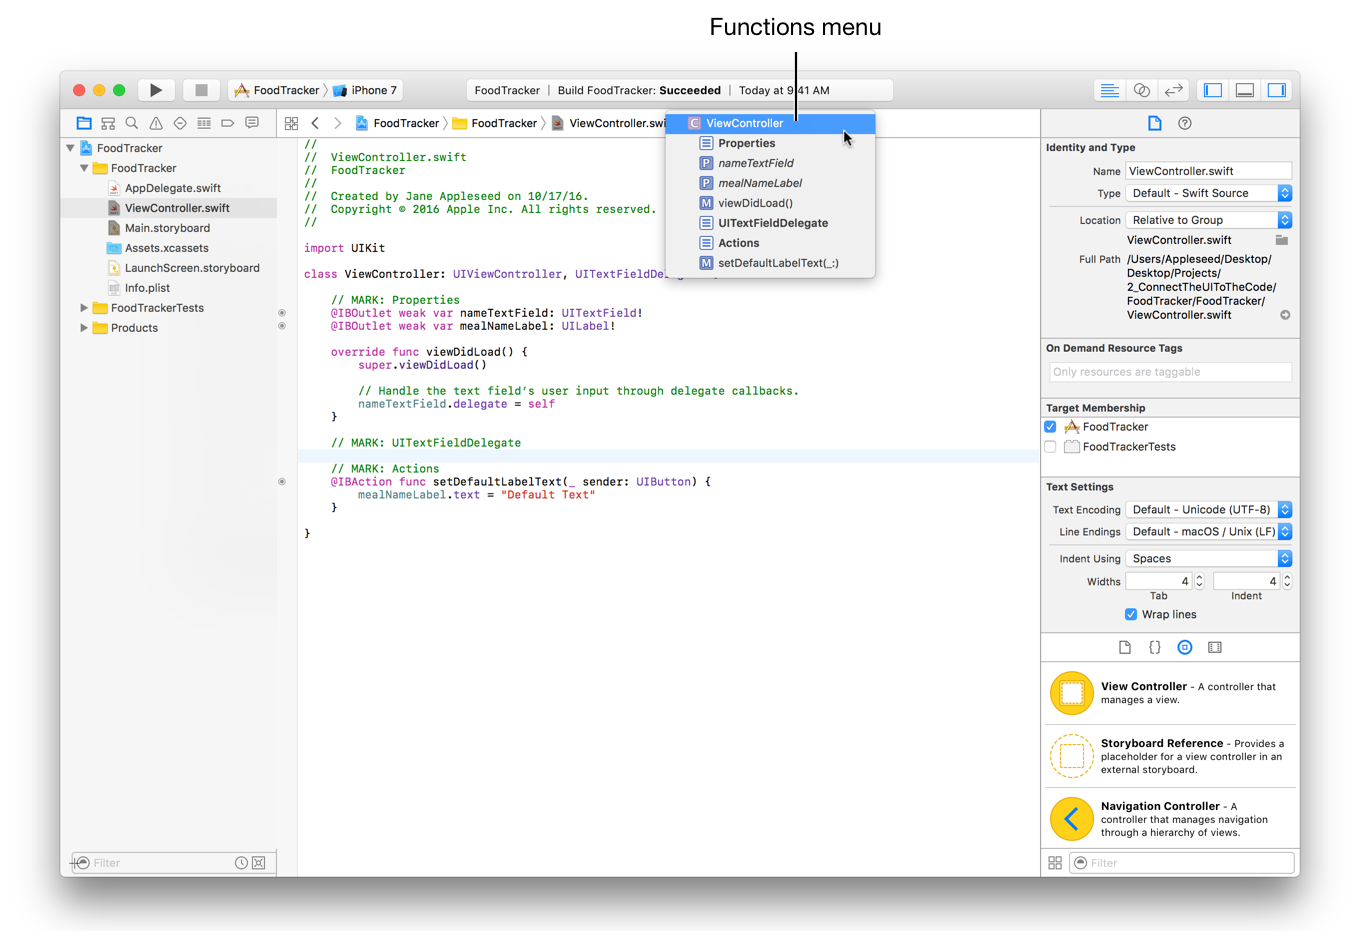 Functions menu
FoodTracker
iPhone 7
FoodTracker | Build FoodTracker: Succeeded | Today at 9:41 AM
FoodTracker
FoodTracker
ViewController.swi
ViewController
Properties
nameTextField
mealNameLabel
viewDidLoad()
UITextFieldDelegate
Actions
setDefaultLabelText(_:)
FoodTracker
FoodTracker
AppDelegate.swift
ViewController.swift
Main.storyboard
Assets.xcassets
LaunchScreen.storyboard
Info.plist
FoodTrackerTests
Products
Filter
//
//  ViewController.swift
//  FoodTracker
//
//  Created by Jane Appleseed on 10/17/16.
//  Copyright © 2016 Apple Inc. All rights reserved.
//
import UIKit
class ViewController: UIViewController, UITextFieldDe
// MARK: Properties
@IBOutlet weak var nameTextField: UITextField!
@IBOutlet weak var mealNameLabel: UILabel!
override func viewDidLoad() {
super.viewDidLoad()
// Handle the text field’s user input through delegate callbacks.
nameTextField.delegate = self
}
// MARK: UITextFieldDelegate
// MARK: Actions
@IBAction func setDefaultLabelText(_ sender: UIButton) {
mealNameLabel.text = "Default Text"
}
}
Identity and Type
Name ViewController.swift
Type Default - Swift Source
Location Relative to Group
ViewController.swift
Full Path /Users/Appleseed/Desktop/
Desktop/Projects/
2_ConnectTheUIToTheCode/
FoodTracker/FoodTracker/
ViewController.swift
On Demand Resource Tags
Only resources are taggable
Target Membership
FoodTracker
FoodTrackerTests
Text Settings
Text Encoding Default - Unicode (UTF-8)
Line Endings Default - macOS / Unix (LF)
Indent Using Spaces
Widths 4 4
Tab Indent
Wrap lines
View Controller - A controller that
manages a view.
Storyboard Reference - Provides a
placeholder for a view controller in an
external storyboard.
Navigation Controller - A
controller that manages navigation
through a hierarchy of views.
Filter